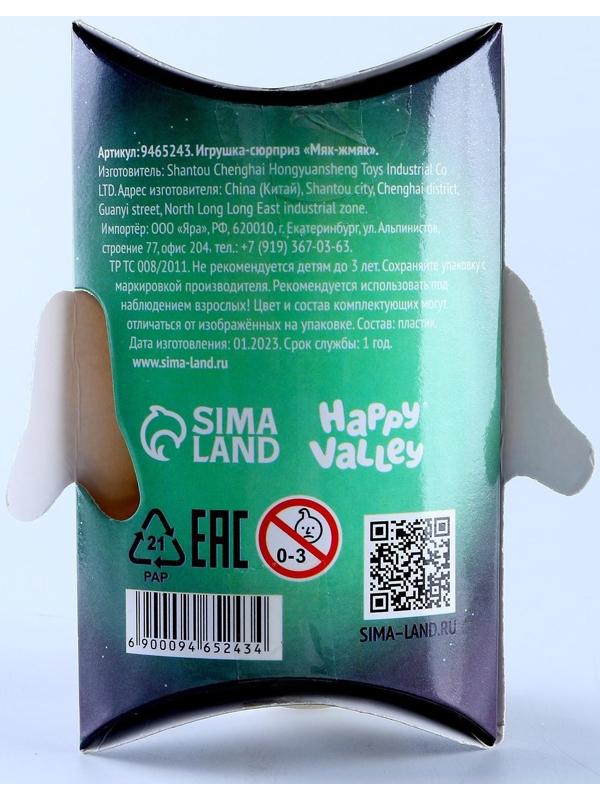 Артикул: 9465243. Игрушка-сюрприз «Мяк-жмяк».
Изготовитель: Shantou Chenghai Hongyuansheng Toys Industrial Co
LTD. Адрес изготовителя: China (Китай), Shantou city, Chenghai district,
Guanyi street, North Long Long East industrial zone.
Импортёр: ООО «Яра», РФ, 620010, г. Екатеринбург, ул. Альпинистов,
строение 77, офис 204. тел.: +7 (919) 367-03-63.
ТР ТС 008/2011. Не рекомендуется детям до 3 лет. Сохраняйте упаковку с
маркировкой производителя. Рекомендуется использовать под
наблюдением взрослых! Цвет и состав комплектующих могут
отличаться от изображённых на упаковке. Состав: пластик.
Дата изготовления: 01.2023. Срок службы: 1 год.
www.sima-land.ru
SIMA
LAND
Happy
Valley
21
PAP
EAC
0-3
SIMA-LAND.RU
6 900094 652434